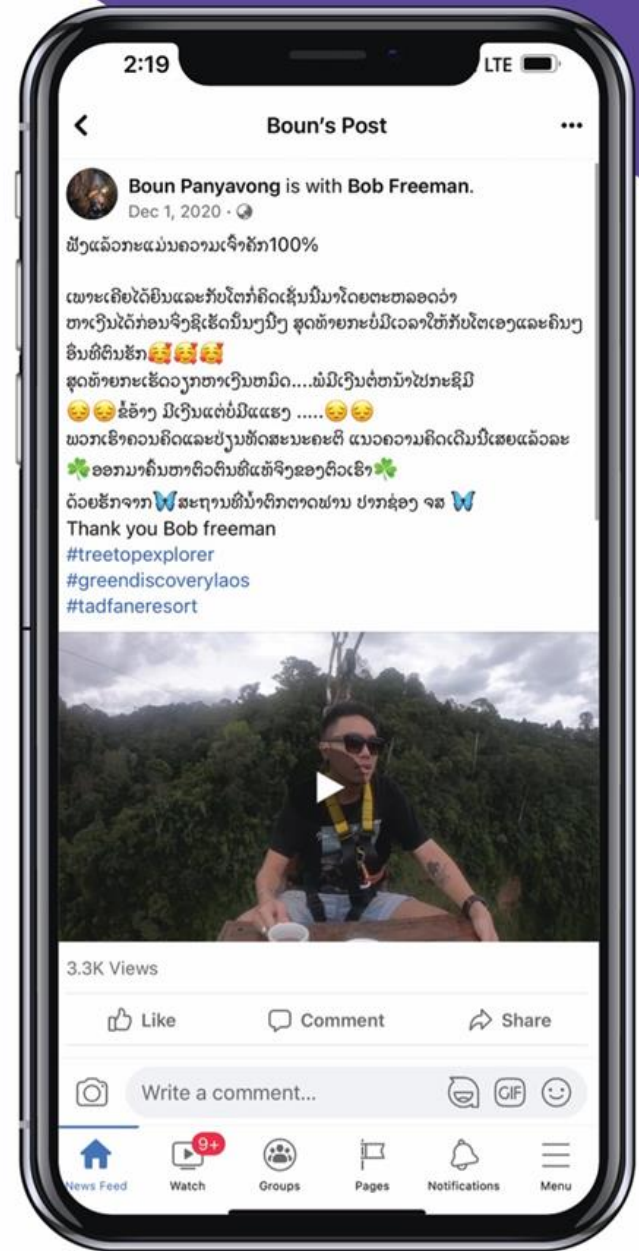 2:19 LTE
Boun's Post
Boun Panyavong is with Bob Freeman.
Dec 1, 2020
ຟັງແລ້ວກະແມ່ນຄວາມເຈົ້າຄັກ100%
ເພາະເຄີຍໄດ້ຍິນແລະກັບໂຕກໍ່ຄິດເຊັ່ນນີ້ມາໂດຍຕະຫລອດວ່າ
ຫາເງິນໄດ້ກ່ອນຈຶ່ງຊິເຮັດນັ້ນໆນີ້ໆ ສຸດທ້າຍກະບໍ່ມີເວລາໃຫ້ກັບໂຕເອງແລະຄົນໆ
ອື່ນທີ່ຕົນຮັກ🥰🥰🥰
ສຸດທ້າຍກະເຮັດວຽກຫາເງິນຫມົດ....ພໍມີເງິນຕໍ່ຫນ້າໄປກະຊິມີ
😔😔ຂໍ້ອ້າງ ມີເງິນແຕ່ບໍ່ມີແຮງ .....😔😔
ພວກເຮົາຄວນຄິດແລະປ່ຽນທັດສະນະຄະຕິ ແນວຄວາມຄິດເດີມນີ້ເສຍແລ້ວລະ
☘️ອອກມາຄົ້ນຫາຕົວຕົນທີ່ແທ້ຈິງຂອງຕົວເຮົາ☘️
ດ້ວຍຮັກຈາກ🦋ສະຖານທີ່ນ້ຳຕົກຕາດຟານ ປາກຊ່ອງ ຈສ 🦋
Thank you Bob freeman
#treetopexplorer
#greendiscoverylaos
#tadfaneresort
3.3K Views
Like Comment Share
Write a comment... GIF
9+
News Feed Watch Groups Pages Notifications Menu